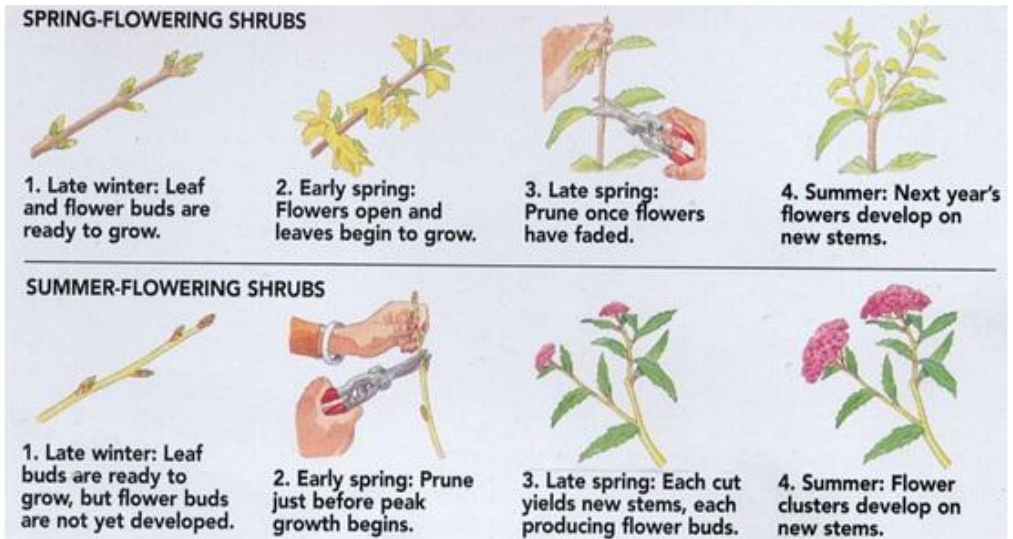 SPRING-FLOWERING SHRUBS
1. Late winter: Leaf
and flower buds are
ready to grow.
2. Early spring:
Flowers open and
leaves begin to grow.
3. Late spring:
Prune once flowers
have faded.
4. Summer: Next year's
flowers develop on
new stems.
SUMMER-FLOWERING SHRUBS
1. Late winter: Leaf
buds are ready to
grow, but flower buds
are not yet developed.
2. Early spring: Prune
just before peak
growth begins.
3. Late spring: Each cut
yields new stems, each
producing flower buds.
4. Summer: Flower
clusters develop on
new stems.